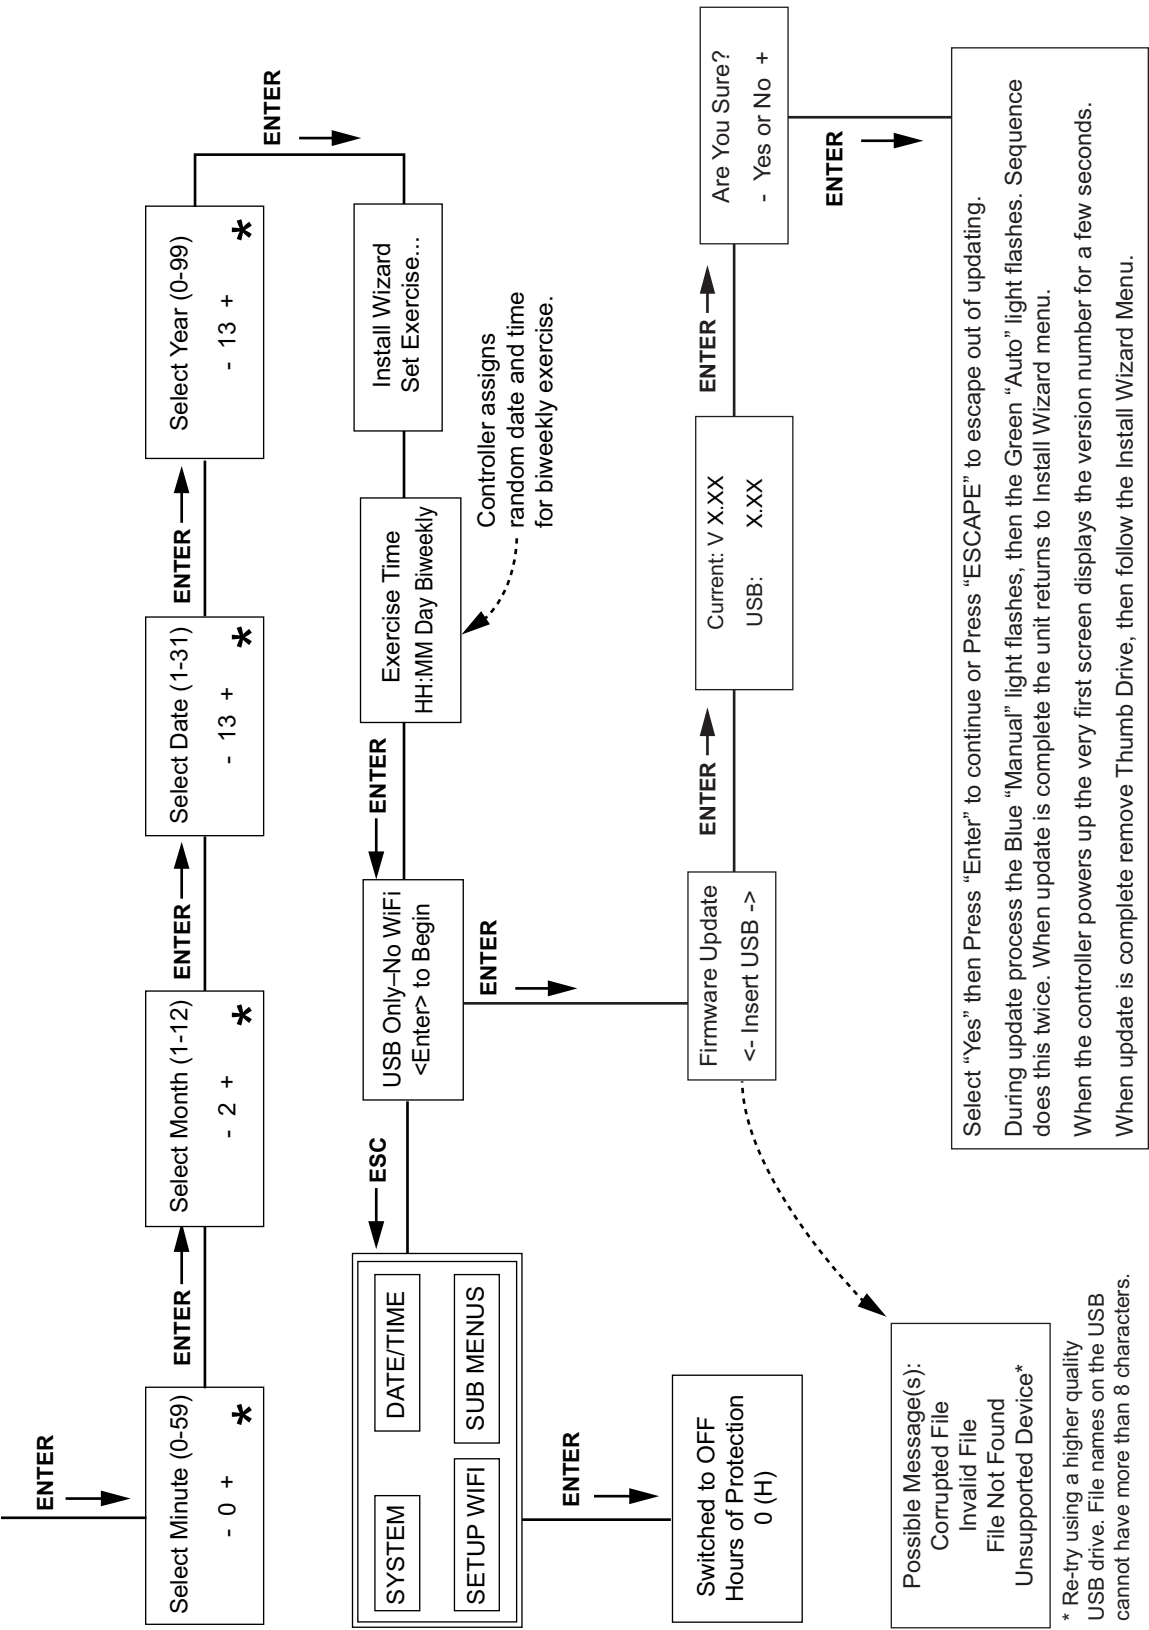 ENTER
Select Minute (0-59)
- 0 +
*
ENTER
Select Month (1-12)
- 2 +
*
ENTER
Select Date (1-31)
- 13 +
*
ENTER
Select Year (0-99)
- 13 +
*
ENTER
Install Wizard
Set Exercise...
Exercise Time
HH:MM Day Biweekly
Controller assigns
random date and time
for biweekly exercise.
ENTER
USB Only–No WiFi
<Enter> to Begin
ESC
SYSTEM
DATE/TIME
SETUP WIFI
SUB MENUS
ENTER
Switched to OFF
Hours of Protection
0 (H)
ENTER
Firmware Update
<- Insert USB ->
ENTER
Current: V X.XX
USB: X.XX
ENTER
Are You Sure?
- Yes or No +
ENTER
Possible Message(s):
Corrupted File
Invalid File
File Not Found
Unsupported Device*
* Re-try using a higher quality
USB drive. File names on the USB
cannot have more than 8 characters.
Select “Yes” then Press “Enter” to continue or Press “ESCAPE” to escape out of updating.
During update process the Blue “Manual” light flashes, then the Green “Auto” light flashes. Sequence
does this twice. When update is complete the unit returns to Install Wizard menu.
When the controller powers up the very first screen displays the version number for a few seconds.
When update is complete remove Thumb Drive, then follow the Install Wizard Menu.